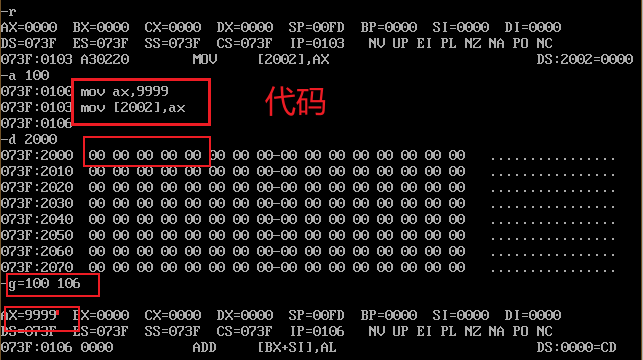 -r
AX=0000  BX=0000  CX=0000  DX=0000  SP=00FD  BP=0000  SI=0000  DI=0000
DS=073F  ES=073F  SS=073F  CS=073F  IP=0103   NV UP EI PL NZ NA PO NC
073F:0103 A30220        MOV     [2002],AX                          DS:2002=0000
-a 100
073F:0100 mov ax,9999
073F:0103 mov [2002],ax
代码
073F:0106
-d 2000
073F:2000  00 00 00 00 00 00 00 00-00 00 00 00 00 00 00 00   ................
073F:2010  00 00 00 00 00 00 00 00-00 00 00 00 00 00 00 00   ................
073F:2020  00 00 00 00 00 00 00 00-00 00 00 00 00 00 00 00   ................
073F:2030  00 00 00 00 00 00 00 00-00 00 00 00 00 00 00 00   ................
073F:2040  00 00 00 00 00 00 00 00-00 00 00 00 00 00 00 00   ................
073F:2050  00 00 00 00 00 00 00 00-00 00 00 00 00 00 00 00   ................
073F:2060  00 00 00 00 00 00 00 00-00 00 00 00 00 00 00 00   ................
073F:2070  00 00 00 00 00 00 00 00-00 00 00 00 00 00 00 00   ................
-g=100 106
AX=9999  BX=0000  CX=0000  DX=0000  SP=00FD  BP=0000  SI=0000  DI=0000
DS=073F  ES=073F  SS=073F  CS=073F  IP=0106   NV UP EI PL NZ NA PO NC
073F:0106 0000          ADD     [BX+SI],AL                         DS:0000=CD